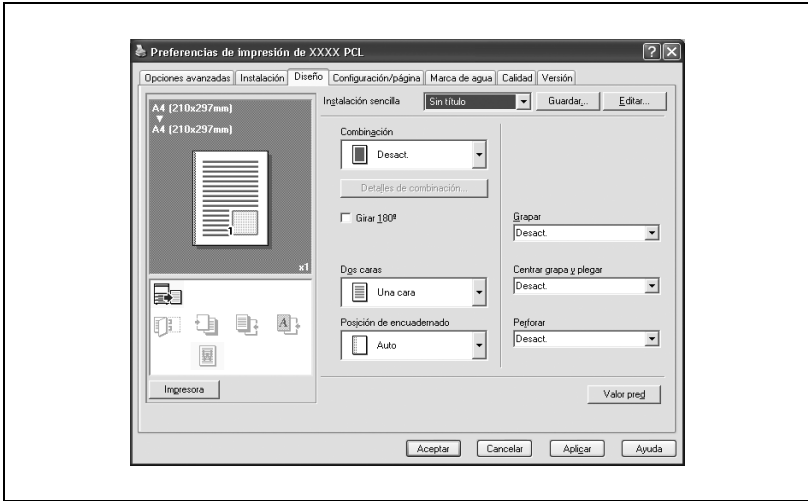 Preferencias de impresión de XXXX PCL
Opciones avanzadas Instalación Diseño Configuración/página Marca de agua Calidad Versión
A4 (210x297mm)
A4 (210x297mm)
1
x1
Instalación sencilla Sin título Guardar... Editar...
Combinación
Desact.
Detalles de combinación...
Girar 180º
Grapar
Desact.
Dos caras
Una cara
Centrar grapa y plegar
Desact.
Posición de encuadernado
Auto
Perforar
Desact.
A
Impresora
Valor pred
Aceptar Cancelar Aplicar Ayuda